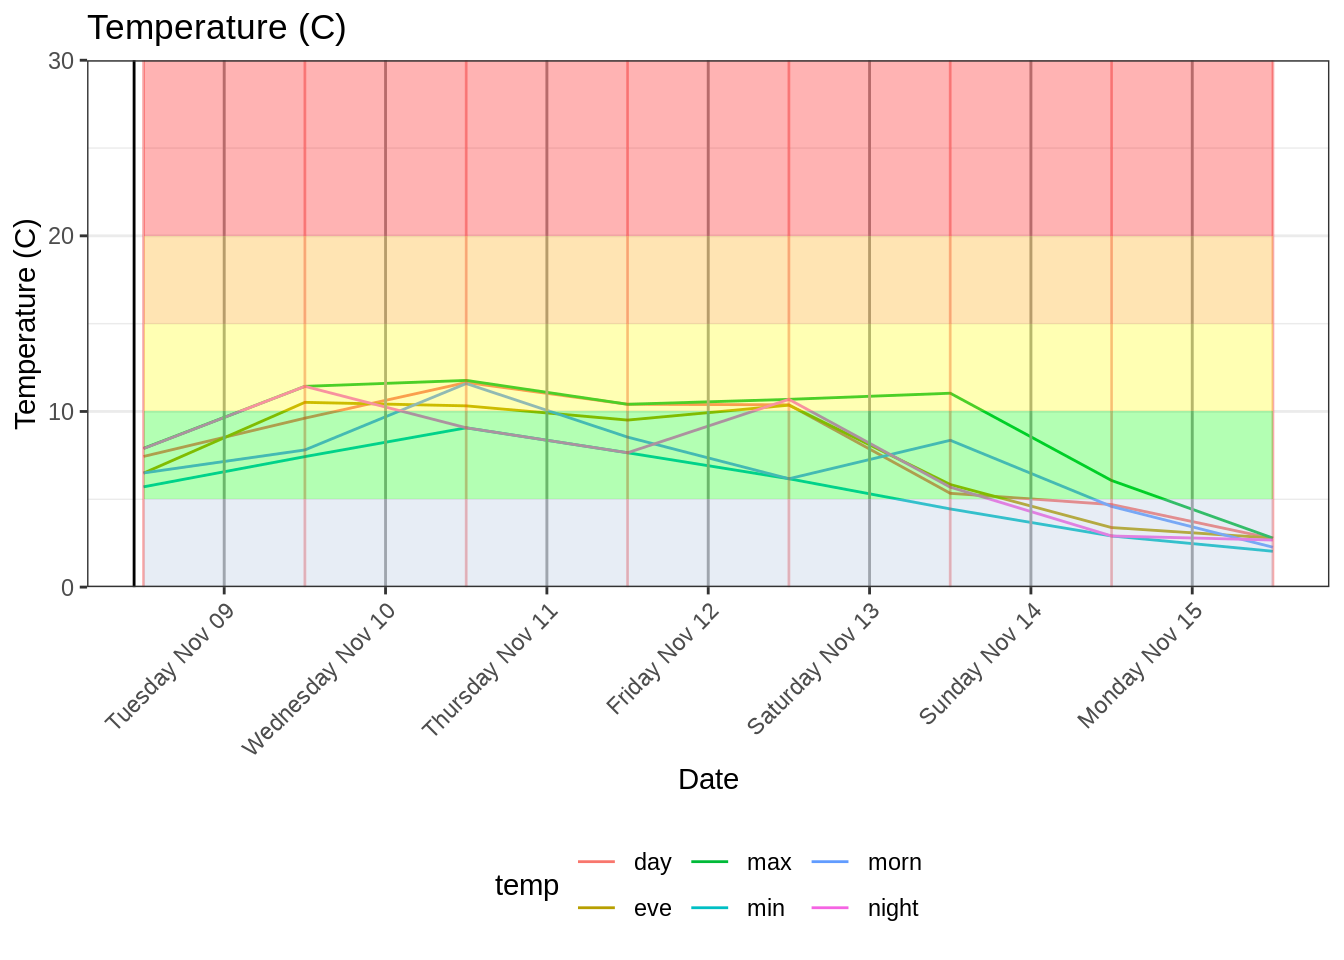 Temperature (C)
30
20
10
0
Temperature (C)
Tuesday Nov 09
Wednesday Nov 10
Thursday Nov 11
Friday Nov 12
Saturday Nov 13
Sunday Nov 14
Monday Nov 15
Date
temp
day
max
morn
eve
min
night